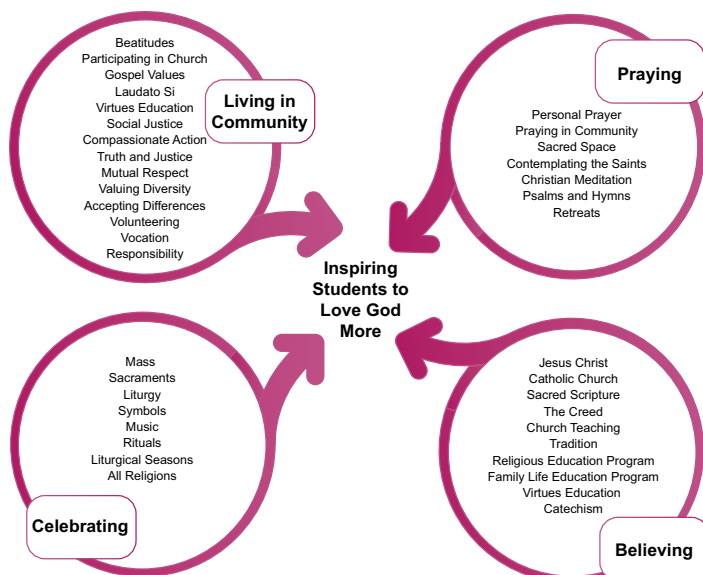 Living in
Community
Beatitudes
Participating in Church
Gospel Values
Laudato Si
Virtues Education
Social Justice
Compassionate Action
Truth and Justice
Mutual Respect
Valuing Diversity
Accepting Differences
Volunteering
Vocation
Responsibility
Praying
Personal Prayer
Praying in Community
Sacred Space
Contemplating the Saints
Christian Meditation
Psalms and Hymns
Retreats
Inspiring
Students to
Love God
More
Mass
Sacraments
Liturgy
Symbols
Music
Rituals
Liturgical Seasons
All Religions
Celebrating
Jesus Christ
Catholic Church
Sacred Scripture
The Creed
Church Teaching
Tradition
Religious Education Program
Family Life Education Program
Virtues Education
Catechism
Believing